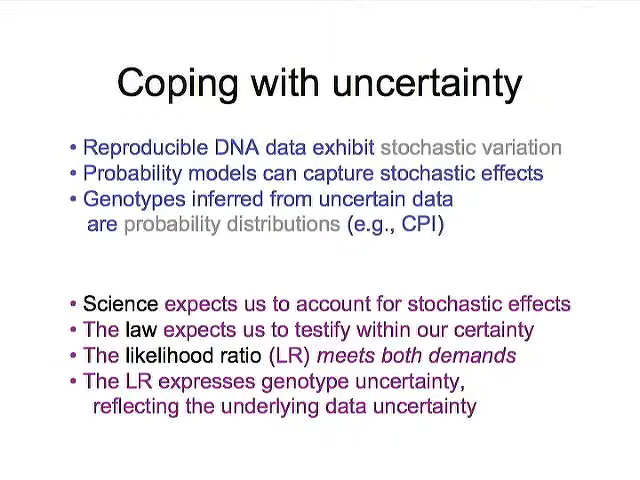 Coping with uncertainty
• Reproducible DNA data exhibit stochastic variation
• Probability models can capture stochastic effects
• Genotypes inferred from uncertain data
are probability distributions (e.g., CPI)
• Science expects us to account for stochastic effects
• The law expects us to testify within our certainty
• The likelihood ratio (LR) meets both demands
• The LR expresses genotype uncertainty,
reflecting the underlying data uncertainty